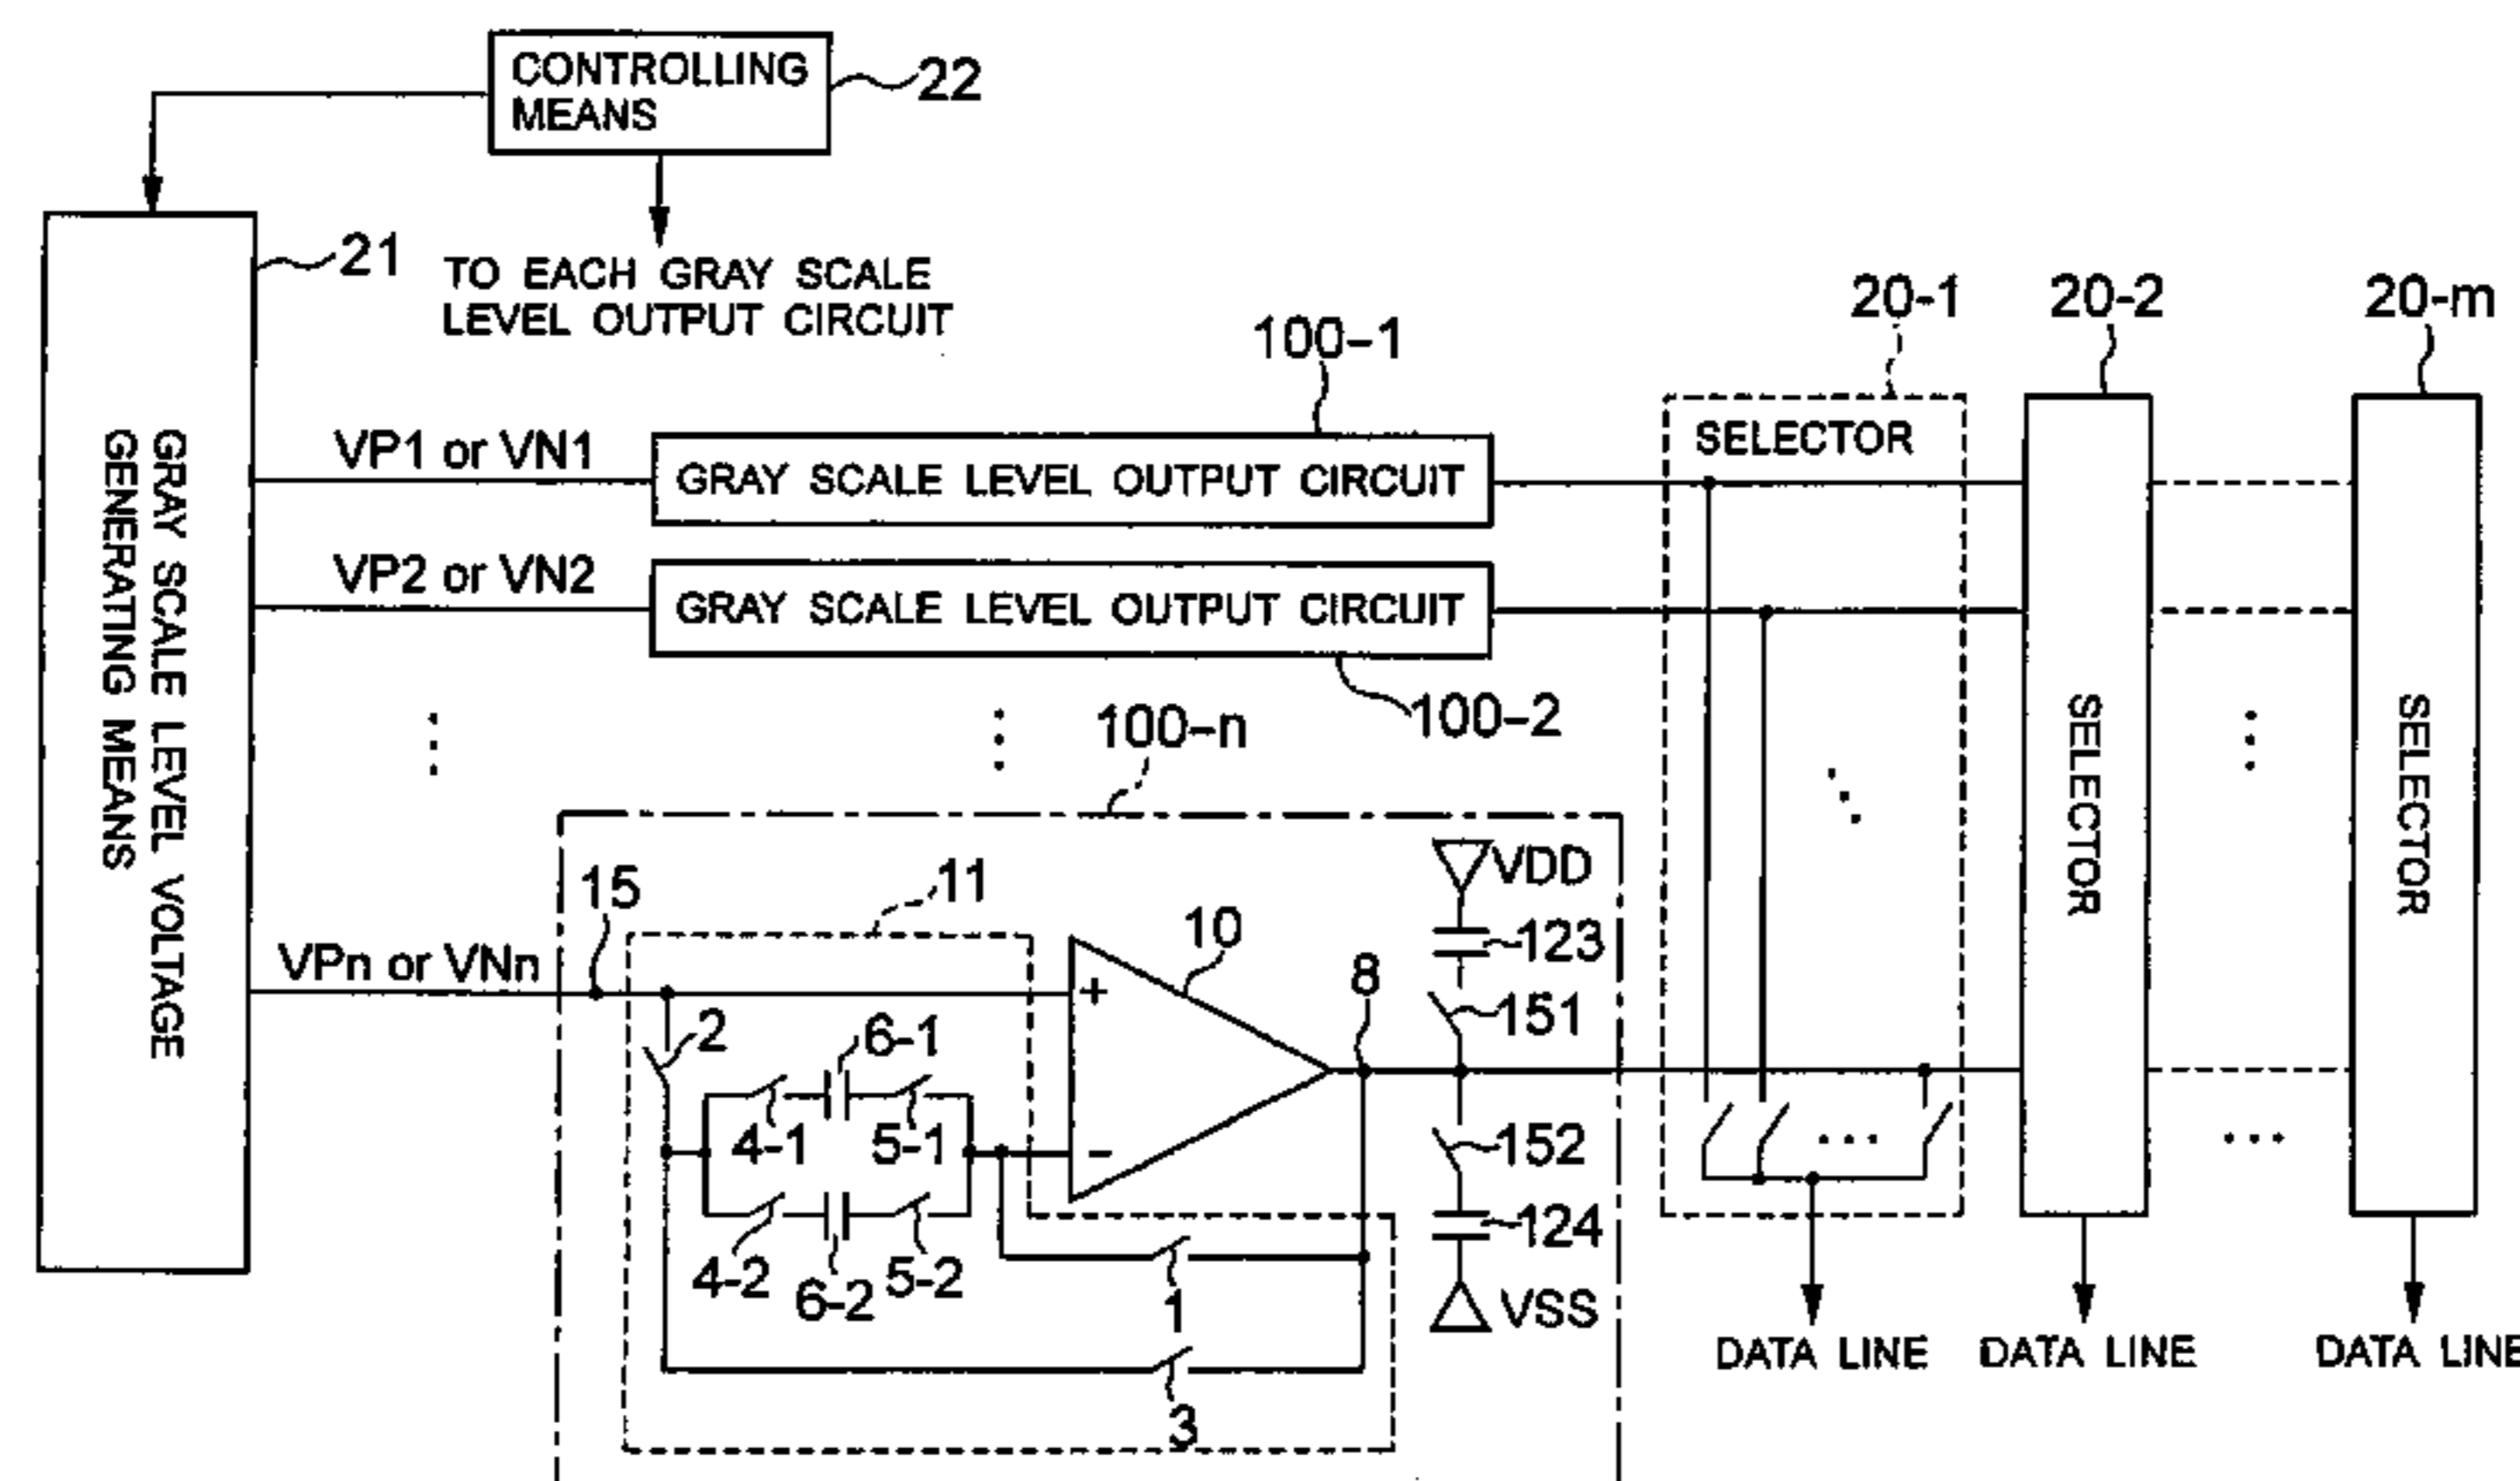 CONTROLLING
MEANS
22
21
TO EACH GRAY SCALE
LEVEL OUTPUT CIRCUIT
20-1
20-2
20-m
100-1
VP1 or VN1
GRAY SCALE LEVEL OUTPUT CIRCUIT
SELECTOR
VP2 or VN2
GRAY SCALE LEVEL OUTPUT CIRCUIT
100-2
100-n
GRAY SCALE LEVEL VOLTAGE
GENERATING MEANS
SELECTOR
SELECTOR
VDD
15
11
10
123
VPn or VNn
8
+
151
2
6-1
4-1
5-1
-
152
124
4-2
6-2
5-2
1
VSS
3
DATA LINE
DATA LINE
DATA LINE